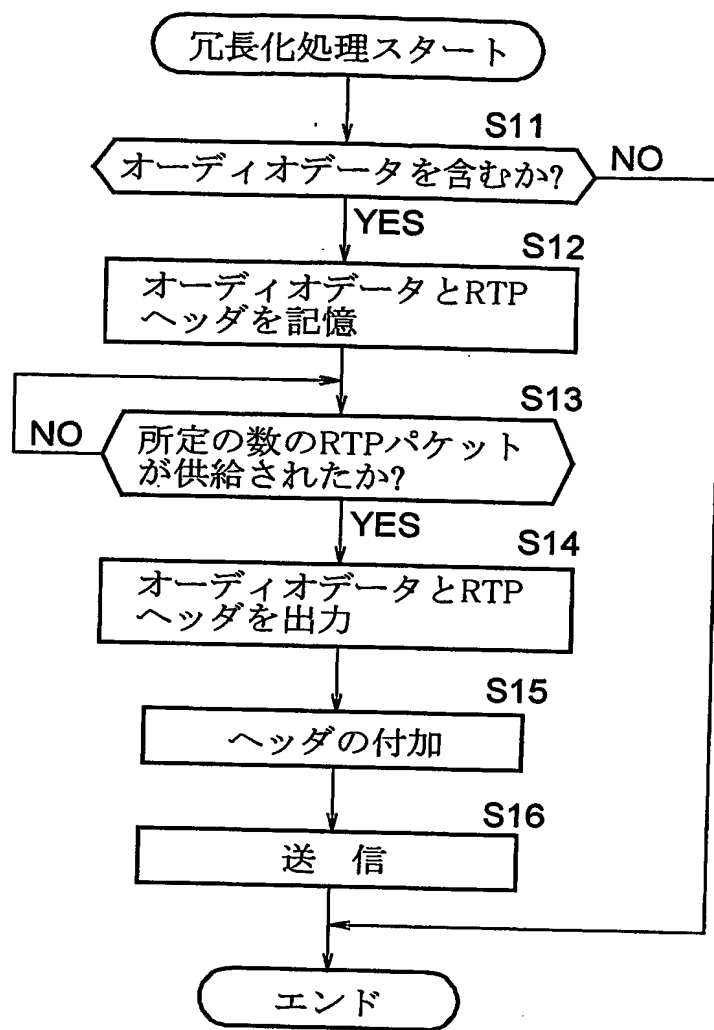 冗長化処理スタート
S11
オーディオデータを含むか?
NO
YES
S12
オーディオデータとRTP
ヘッダを記憶
S13
NO
所定の数のRTPパケット
が供給されたか?
YES
S14
オーディオデータとRTP
ヘッダを出力
S15
ヘッダの付加
S16
送 信
エンド